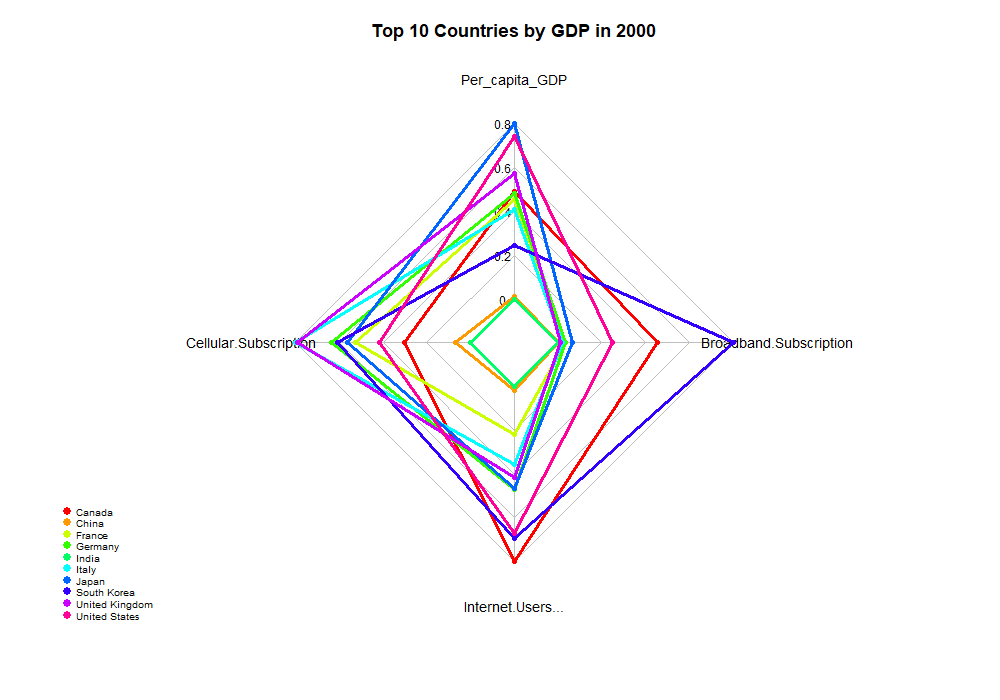 Top 10 Countries by GDP in 2000
Per_capita_GDP
0.8
0.6
0.2
0
Cellular.Subscription
Broadband.Subscription
Internet.Users...
Canada
China
France
Germany
India
Italy
Japan
South Korea
United Kingdom
United States